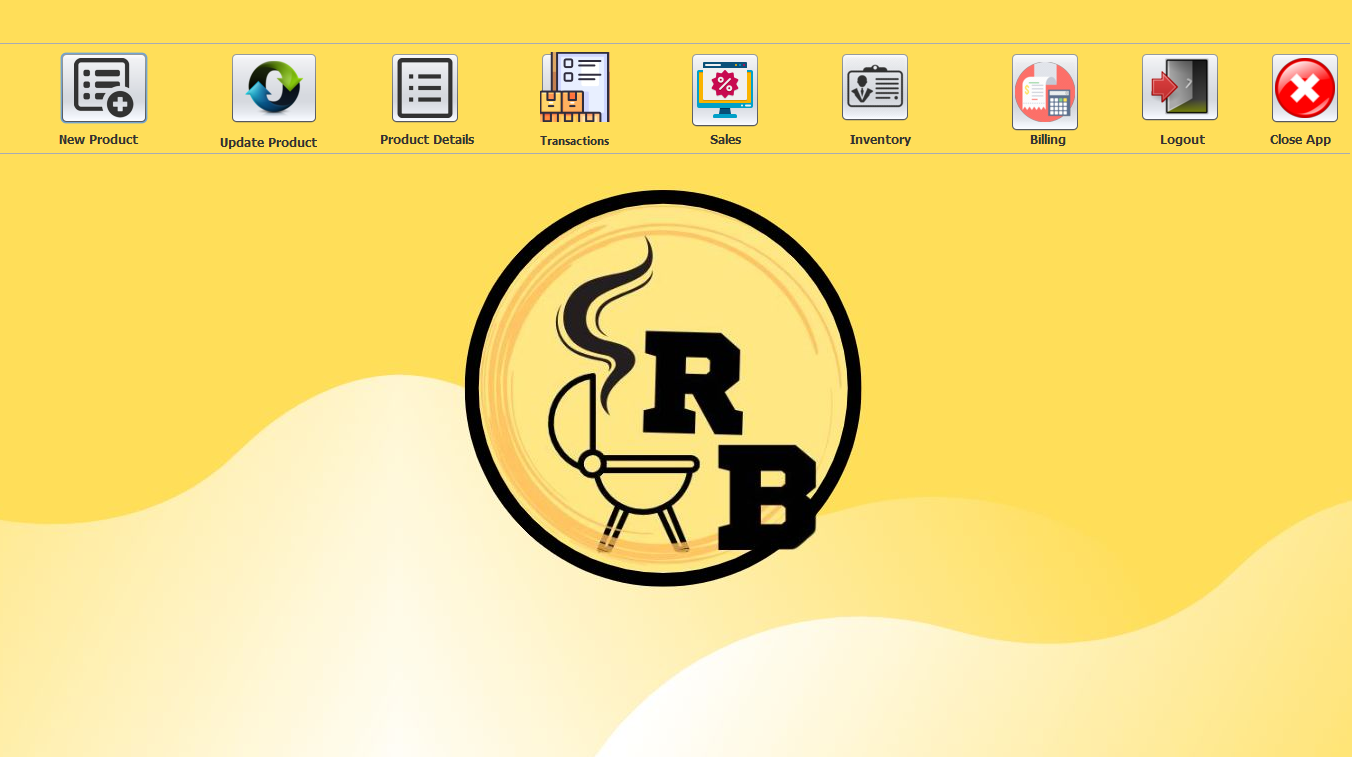 New Product
Update Product
Product Details
Transactions
Sales
Inventory
Billing
Logout
Close App
R
B